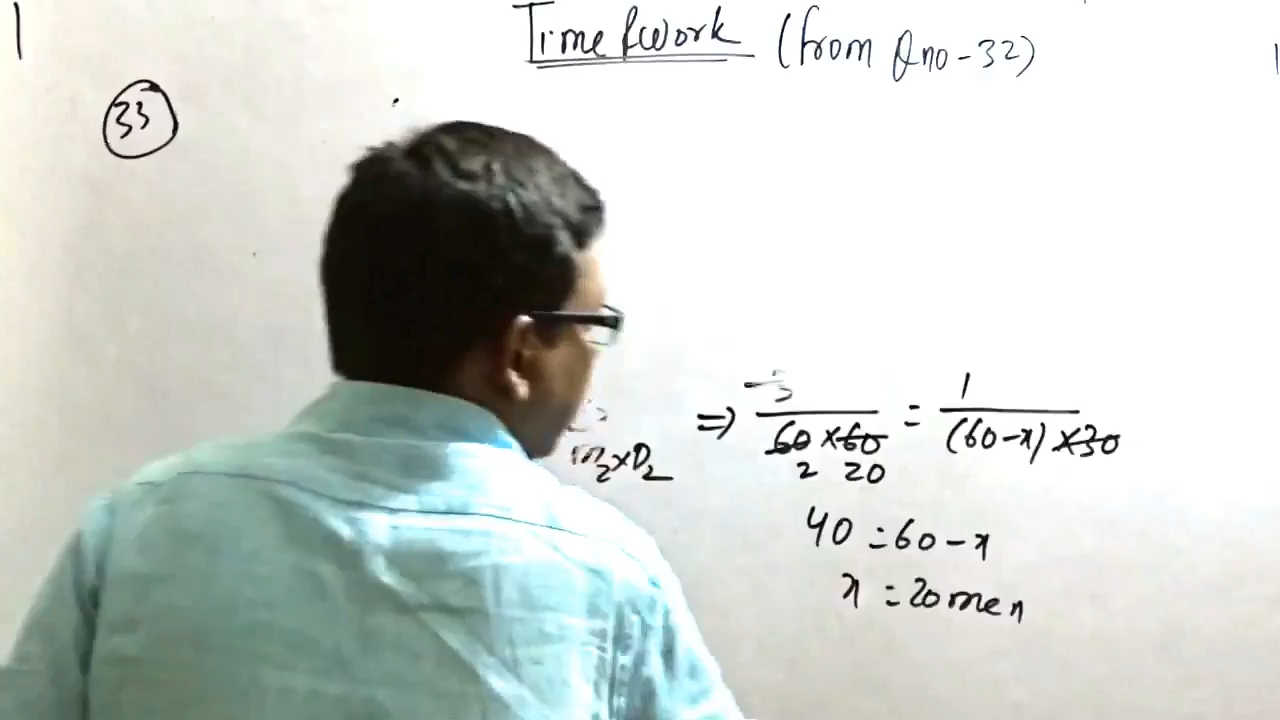 Time & Work (from Qno-32)
33
m₂×D₂ ⇒ 3/(60×60) = 1/((60-x)×30)
2 20
40 = 60-x
x = 20 men